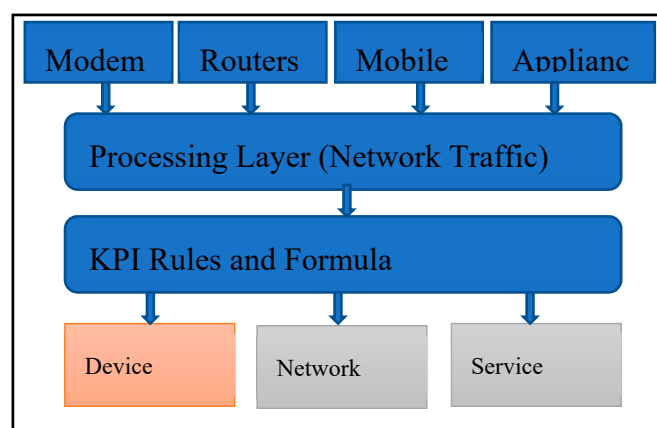 Modem
Routers
Mobile
Applianc
Processing Layer (Network Traffic)
KPI Rules and Formula
Device
Network
Service